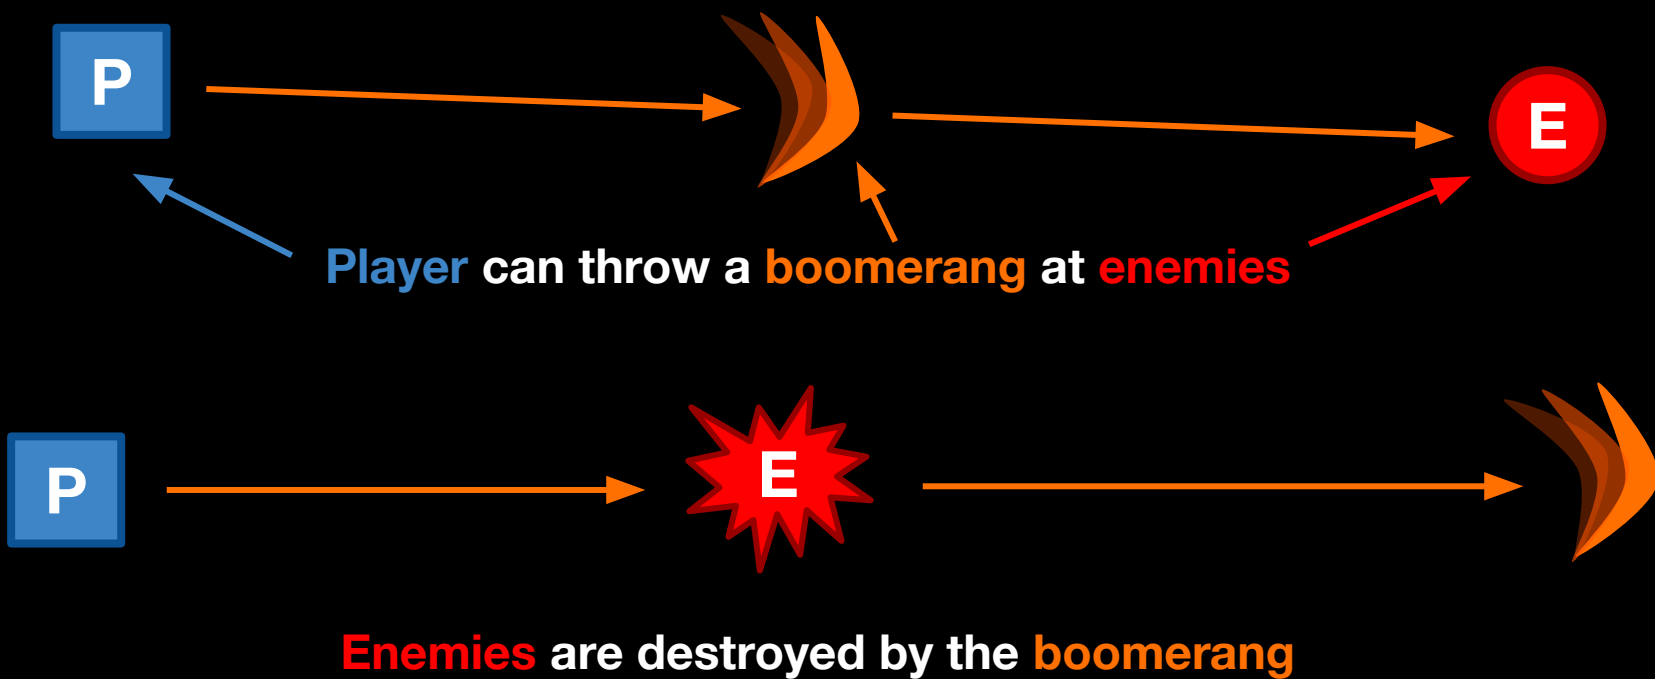 P
E
Player can throw a boomerang at enemies
P
E
Enemies are destroyed by the boomerang